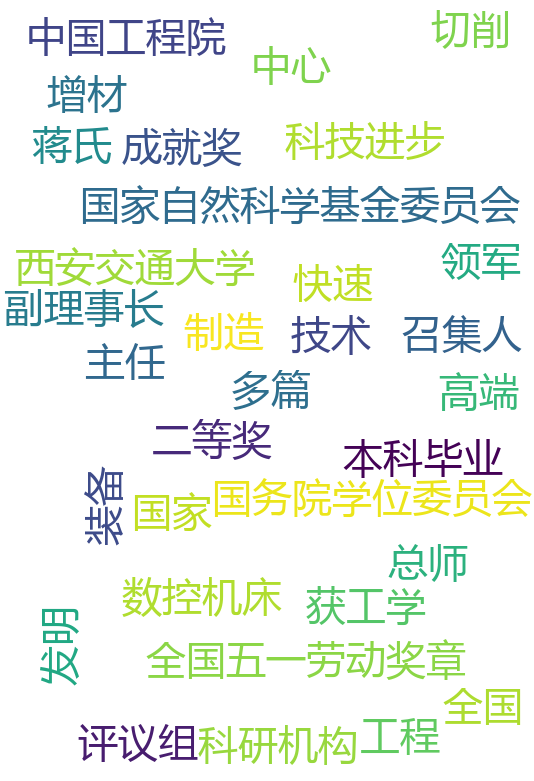 中国工程院
切削
中心
增材
蒋氏
成就奖
科技进步
国家自然科学基金委员会
西安交通大学
领军
快速
副理事长
制造
技术
召集人
主任
多篇
高端
二等奖
本科毕业
装备
国家
国务院学位委员会
总师
数控机床
获工学
发明
全国五一劳动奖章
全国
评议组
科研机构
工程